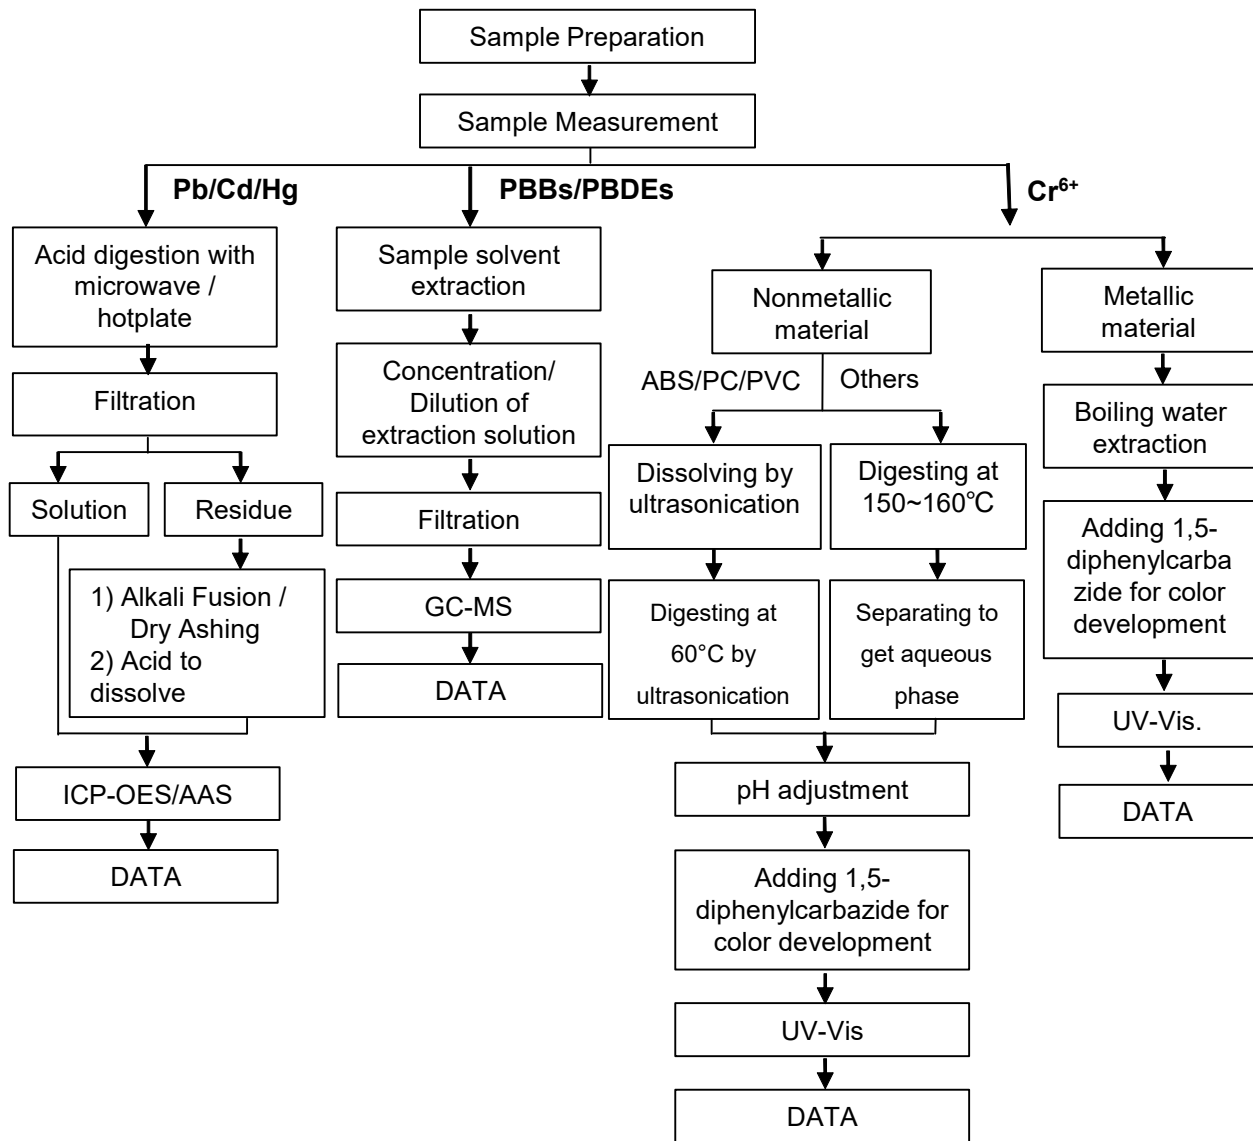 Sample Preparation
Sample Measurement
Pb/Cd/Hg
PBBs/PBDEs
Cr⁶⁺
Acid digestion with
microwave /
hotplate
Filtration
Solution
Residue
1) Alkali Fusion /
Dry Ashing
2) Acid to
dissolve
ICP-OES/AAS
DATA
Sample solvent
extraction
Concentration/
Dilution of
extraction solution
Filtration
GC-MS
DATA
Nonmetallic
material
ABS/PC/PVC
Others
Dissolving by
ultrasonication
Digesting at
60°C by
ultrasonication
Digesting at
150~160℃
Separating to
get aqueous
phase
pH adjustment
Adding 1,5-
diphenylcarbazide for
color development
UV-Vis
DATA
Metallic
material
Boiling water
extraction
Adding 1,5-
diphenylcarba
zide for color
development
UV-Vis.
DATA